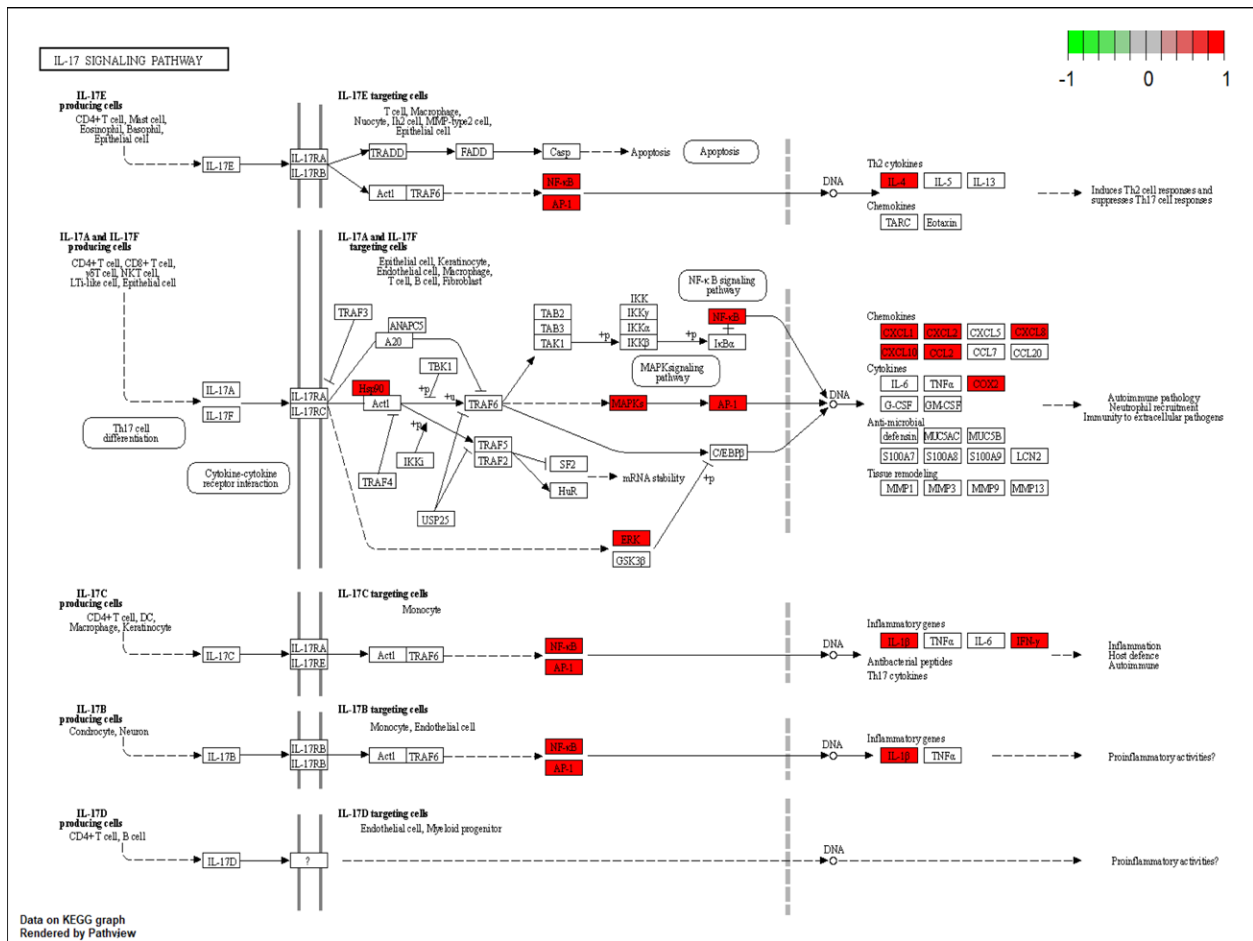 IL-17 SIGNALING PATHWAY
-1 0 1
IL-17E
producing cells
CD4+ T cell, Mast cell,
Eosinophil, Basophil,
Epithelial cell
IL-17E targeting cells
T cell, Macrophage,
Nuocyte, Ih2 cell, MMP-type2 cell,
Epithelial cell
IL-17E
IL-17RA
IL-17RB
TRADD
FADD
Casp
Apoptosis
Apoptosis
Act1
TRAF6
NF-κB
AP-1
DNA
Th2 cytokines
IL-4
IL-5
IL-13
Chemokines
TARC
Eotaxin
Induces Th2 cell responses and
suppresses Th17 cell responses
IL-17A and IL-17F
producing cells
CD4+ T cell, CD8+ T cell,
γδT cell, NKT cell,
LTi-like cell, Epithelial cell
IL-17A and IL-17F
targeting cells
Epithelial cell, Keratinocyte,
Endothelial cell, Macrophage,
T cell, B cell, Fibroblast
IL-17A
IL-17F
Th17 cell
differentiation
Cytokine-cytokine
receptor interaction
IL-17RA
IL-17RC
TRAF3
ANAPC5
A20
TBK1
+p
+u
Hsp90
Act1
TRAF6
+p
IKKi
TRAF4
TRAF5
TRAF2
USP25
SF2
HuR
mRNA stability
TAB2
TAB3
TAK1
+p
IKK
IKKγ
IKKα
IKKβ
+p
NF-κB signaling
pathway
NF-κB
IκBα
MAPK signaling
pathway
MAPKs
AP-1
C/EBPβ
+p
ERK
GSK3β
DNA
Chemokines
CXCL1
CXCL2
CXCL5
CXCL8
CXCL10
CCL2
CCL7
CCL20
Cytokines
IL-6
TNFα
COX2
G-CSF
GM-CSF
Anti-microbial
defensin
MUC5AC
MUC5B
S100A7
S100A8
S100A9
LCN2
Tissue remodeling
MMP1
MMP3
MMP9
MMP13
Autoimmune pathology
Neutrophil recruitment
Immunity to extracellular pathogens
IL-17C
producing cells
CD4+ T cell, DC,
Macrophage, Keratinocyte
IL-17C targeting cells
Monocyte
IL-17C
IL-17RA
IL-17RE
Act1
TRAF6
NF-κB
AP-1
DNA
Inflammatory genes
IL-1β
TNFα
IL-6
IFN-γ
Antibacterial peptides
Th17 cytokines
Inflammation
Host defence
Autoimmune
IL-17B
producing cells
Condrocyte, Neuron
IL-17B targeting cells
Monocyte, Endothelial cell
IL-17B
IL-17RB
IL-17RB
Act1
TRAF6
NF-κB
AP-1
DNA
Inflammatory genes
IL-1β
TNFα
Proinflammatory activities?
IL-17D
producing cells
CD4+ T cell, B cell
IL-17D targeting cells
Endothelial cell, Myeloid progenitor
IL-17D
?
DNA
Proinflammatory activities?
Data on KEGG graph
Rendered by Pathview